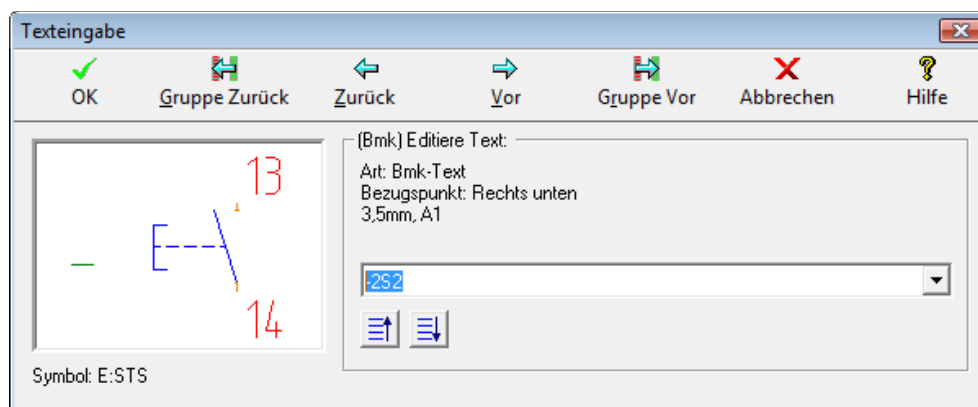 Texteingabe
OK Gruppe Zurück Zurück Vor Gruppe Vor Abbrechen Hilfe
(Bmk) Editiere Text:
Art: Bmk-Text
Bezugspunkt: Rechts unten
3,5mm, A1
-2S2
13
14
Symbol: E:STS